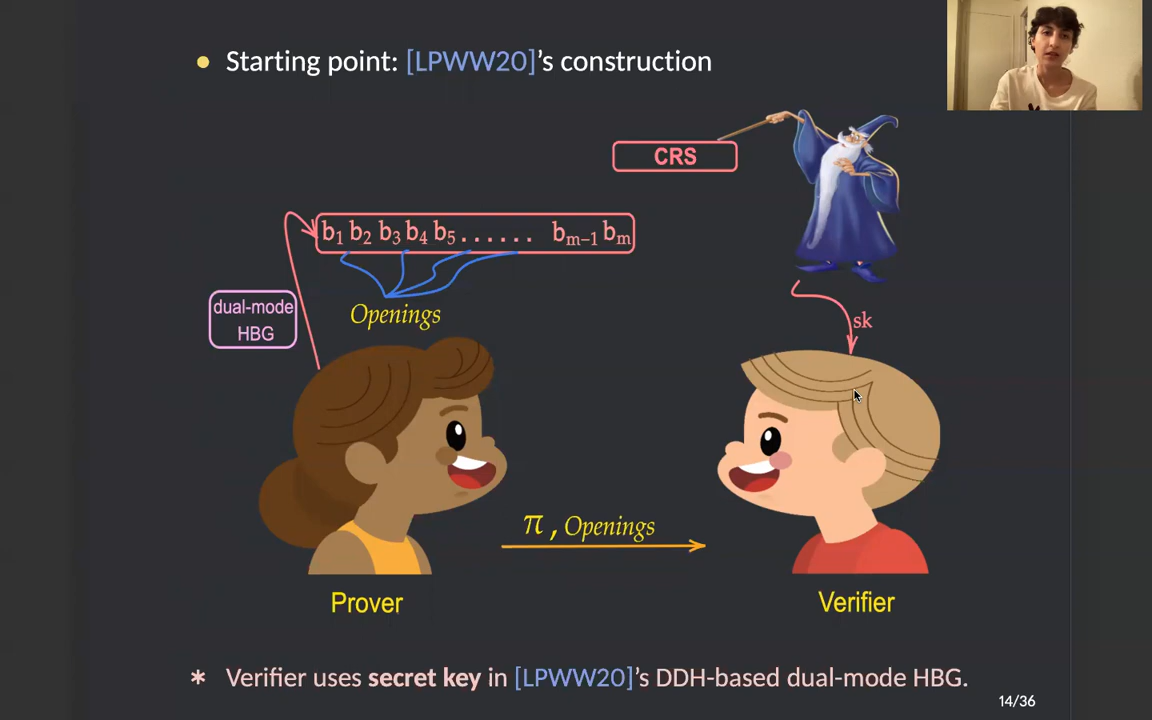 Starting point: [LPWW20]'s construction
CRS
b1 b2 b3 b4 b5 . . . . . . bm−1 bm
dual-mode
HBG
Openings
sk
π , Openings
Prover
Verifier
* Verifier uses secret key in [LPWW20]'s DDH-based dual-mode HBG.
14/36